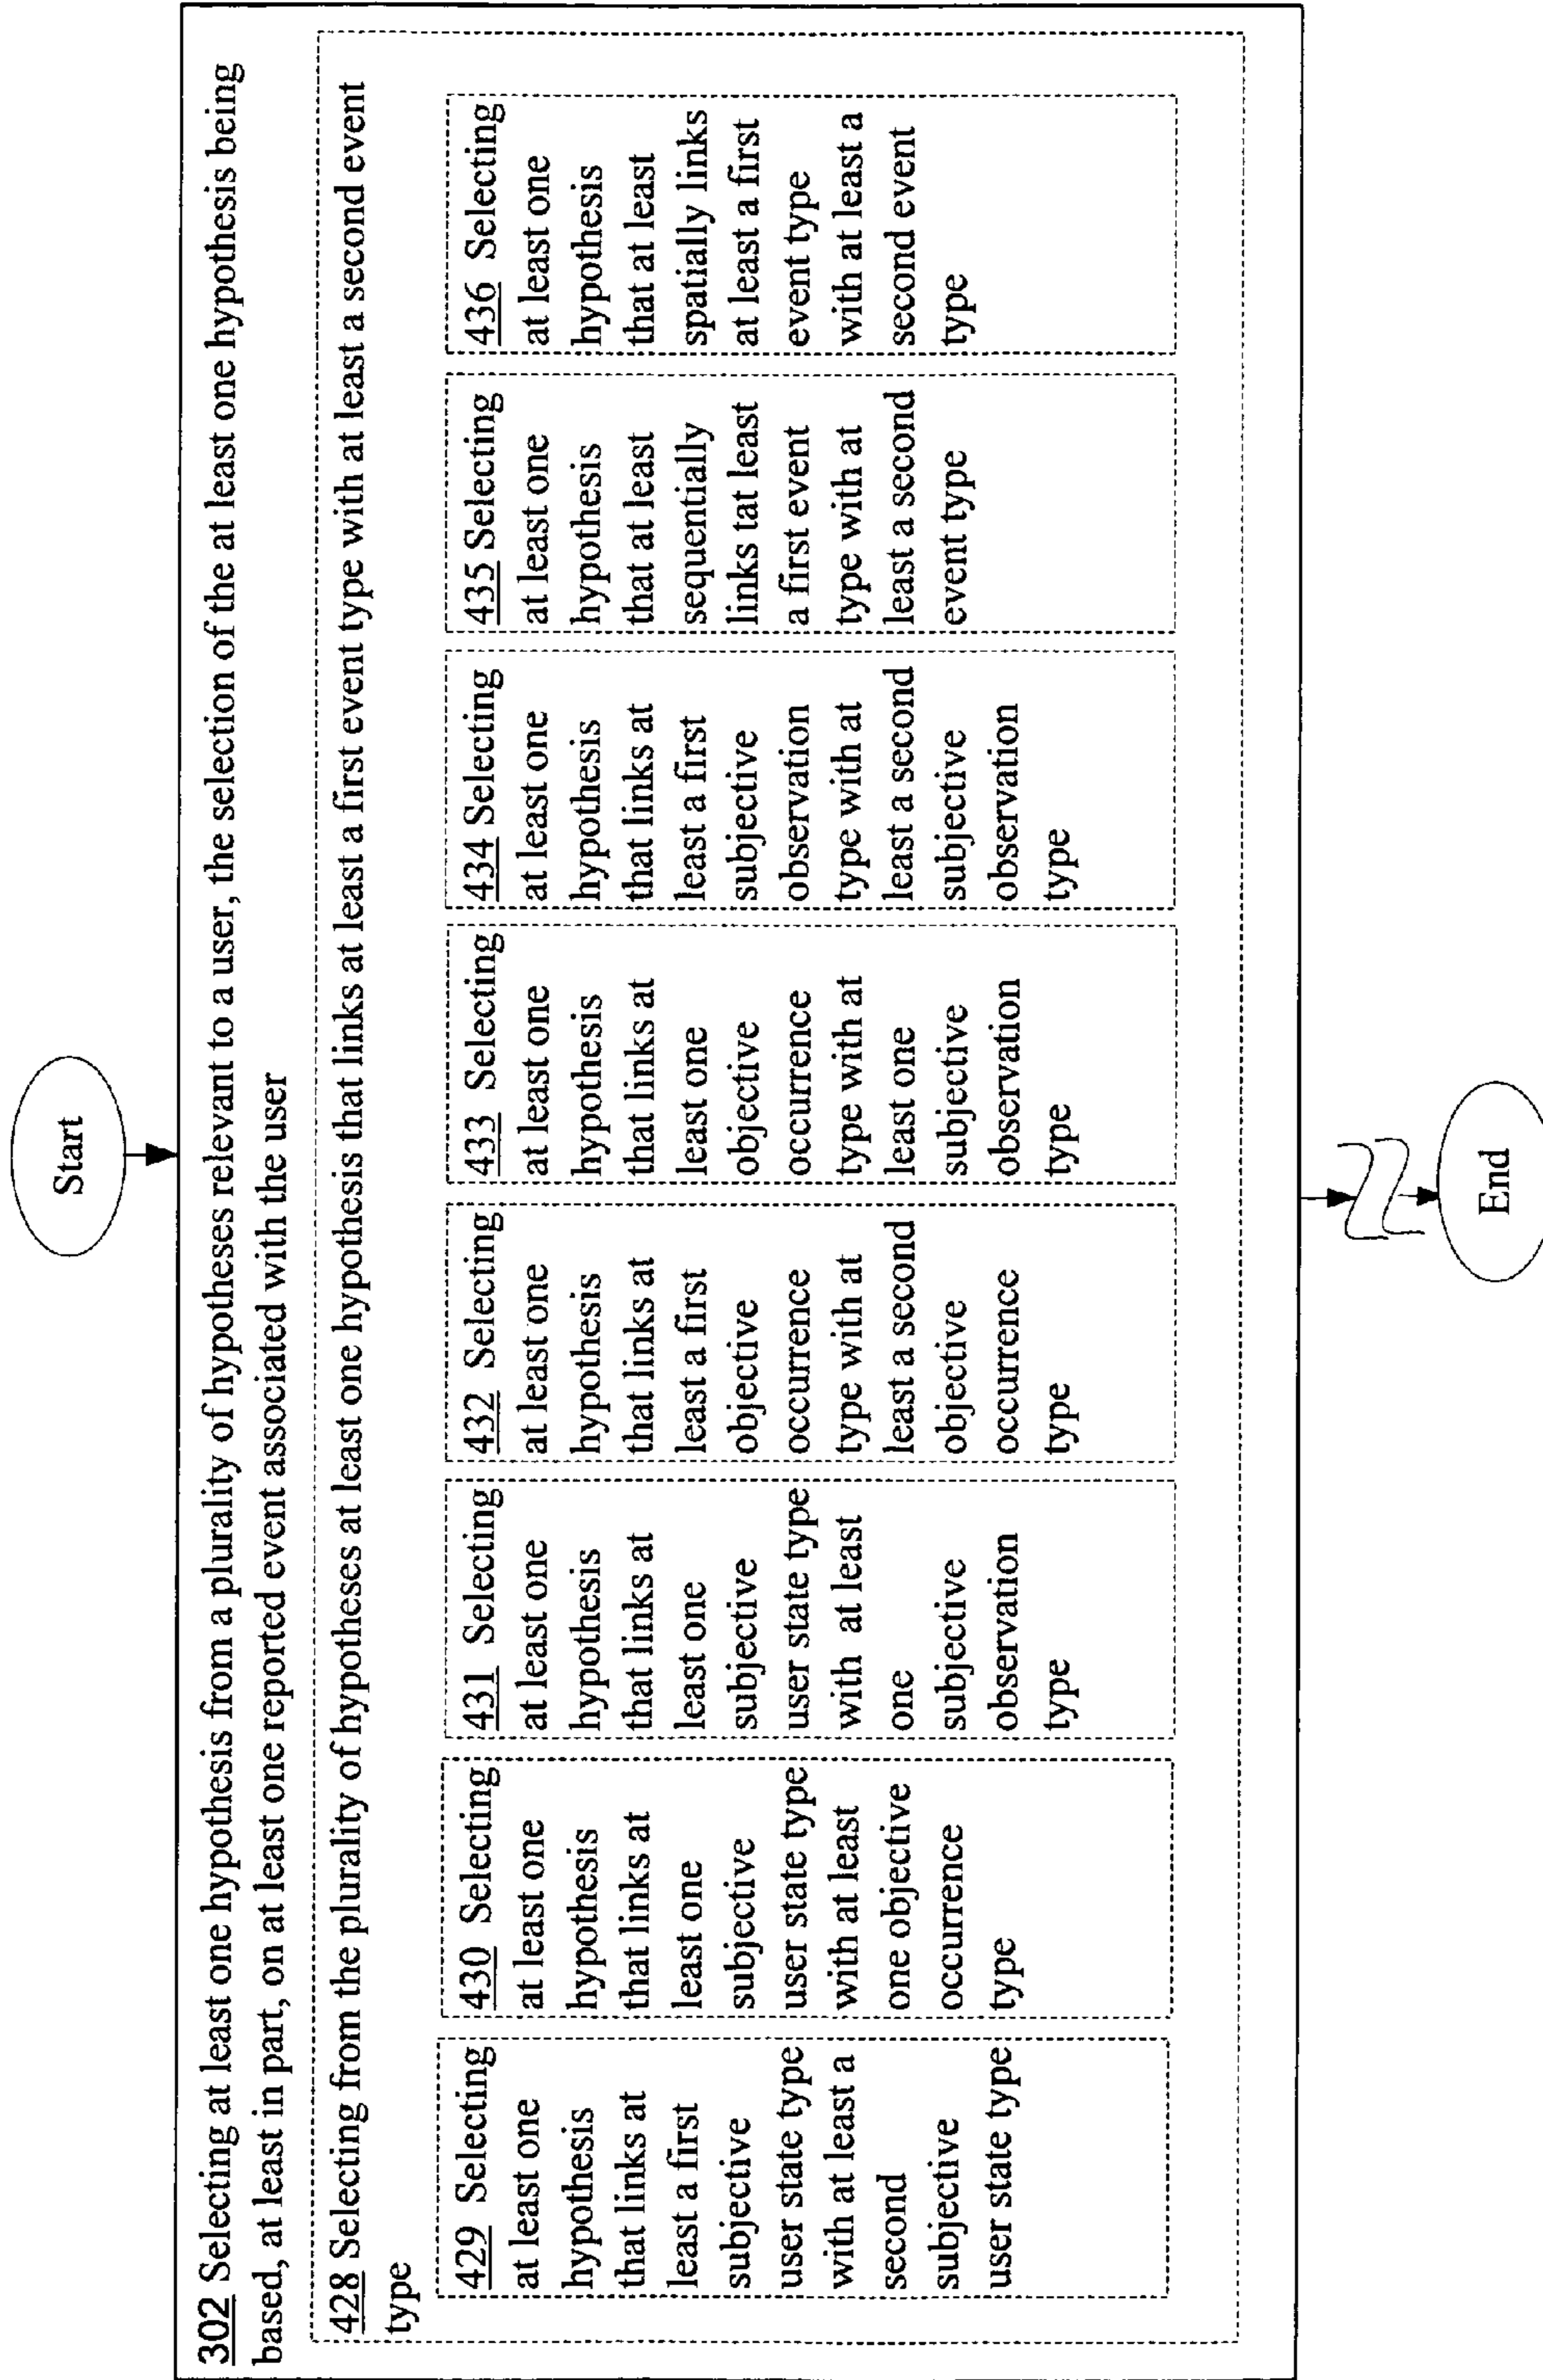 Start
302 Selecting at least one hypothesis from a plurality of hypotheses relevant to a user, the selection of the at least one hypothesis being
based, at least in part, on at least one reported event associated with the user
428 Selecting from the plurality of hypotheses at least one hypothesis that links at least a first event type with at least a second event
type
429 Selecting
at least one
hypothesis
that links at
least a first
subjective
user state type
with at least a
second
subjective
user state type
430 Selecting
at least one
hypothesis
that links at
least one
subjective
user state type
with at least
one objective
occurrence
type
431 Selecting
at least one
hypothesis
that links at
least one
subjective
user state type
with at least
one
subjective
observation
type
432 Selecting
at least one
hypothesis
that links at
least a first
objective
occurrence
type with at
least a second
objective
occurrence
type
433 Selecting
at least one
hypothesis
that links at
least one
objective
occurrence
type with at
least one
subjective
observation
type
434 Selecting
at least one
hypothesis
that links at
least a first
subjective
observation
type with at
least a second
subjective
observation
type
435 Selecting
at least one
hypothesis
that at least
sequentially
links tat least
a first event
type with at
least a second
event type
436 Selecting
at least one
hypothesis
that at least
spatially links
at least a first
event type
with at least a
second event
type
End